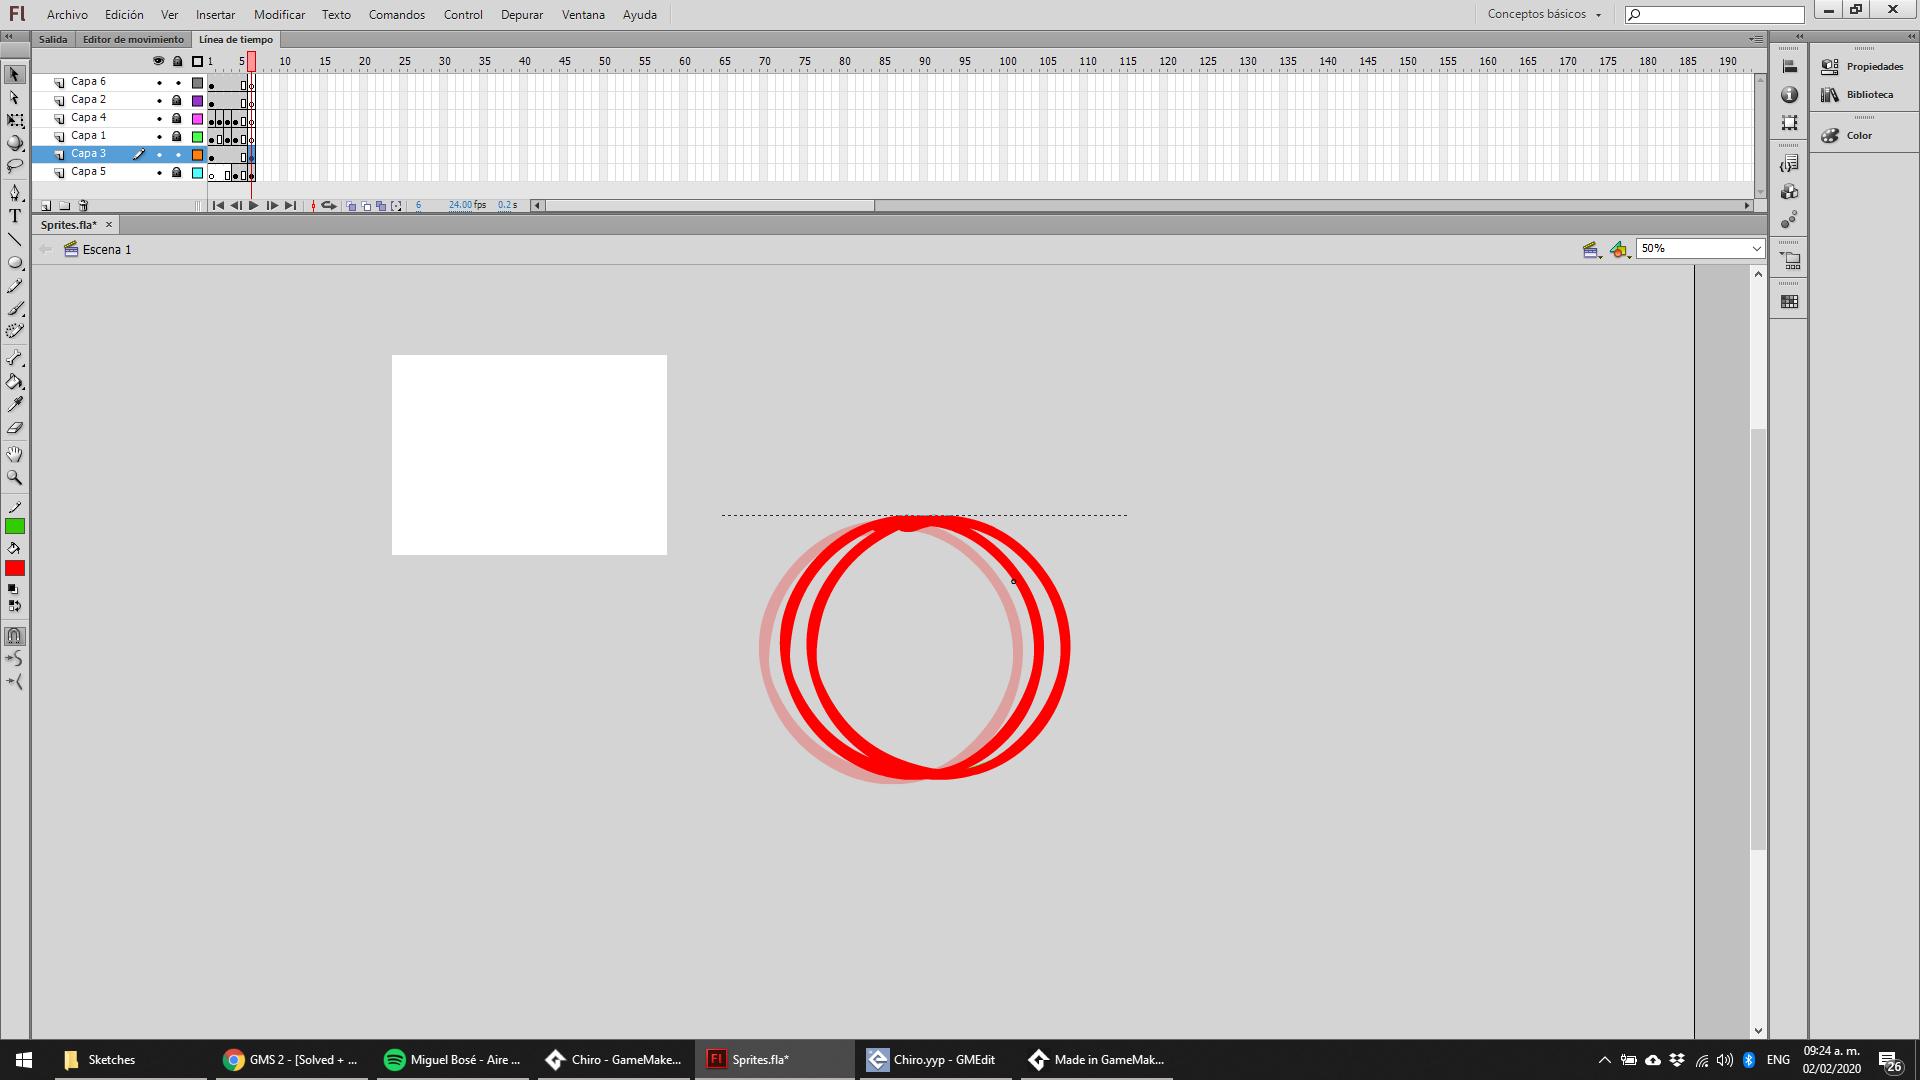 Fl Archivo Edición Ver Insertar Modificar Texto Comandos Control Depurar Ventana Ayuda Conceptos básicos
Salida Editor de movimiento Línea de tiempo
1 5 10 15 20 25 30 35 40 45 50 55 60 65 70 75 80 85 90 95 100 105 110 115 120 125 130 135 140 145 150 155 160 165 170 175 180 185 190
Capa 6
Capa 2
Capa 4
Capa 1
Capa 3
Capa 5
6 24.00 fps 0.2 s
Sprites.fla* ×
Escena 1
50%
Propiedades
Biblioteca
Color
T
Sketches
GMS 2 - [Solved + ...
Miguel Bosé - Aire ...
Chiro - GameMake...
Fl Sprites.fla*
Chiro.yyp - GMEdit
Made in GameMak...
ENG
09:24 a. m.
02/02/2020
26